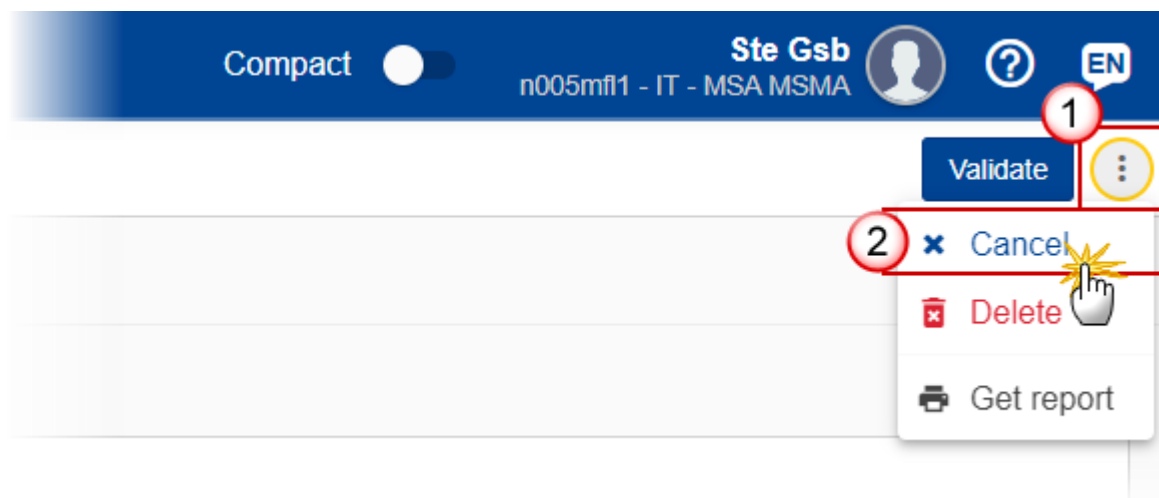 Compact
Ste Gsb
n005mfl1 - IT - MSA MSMA
EN
1
Validate
2
Cancel
Delete
Get report